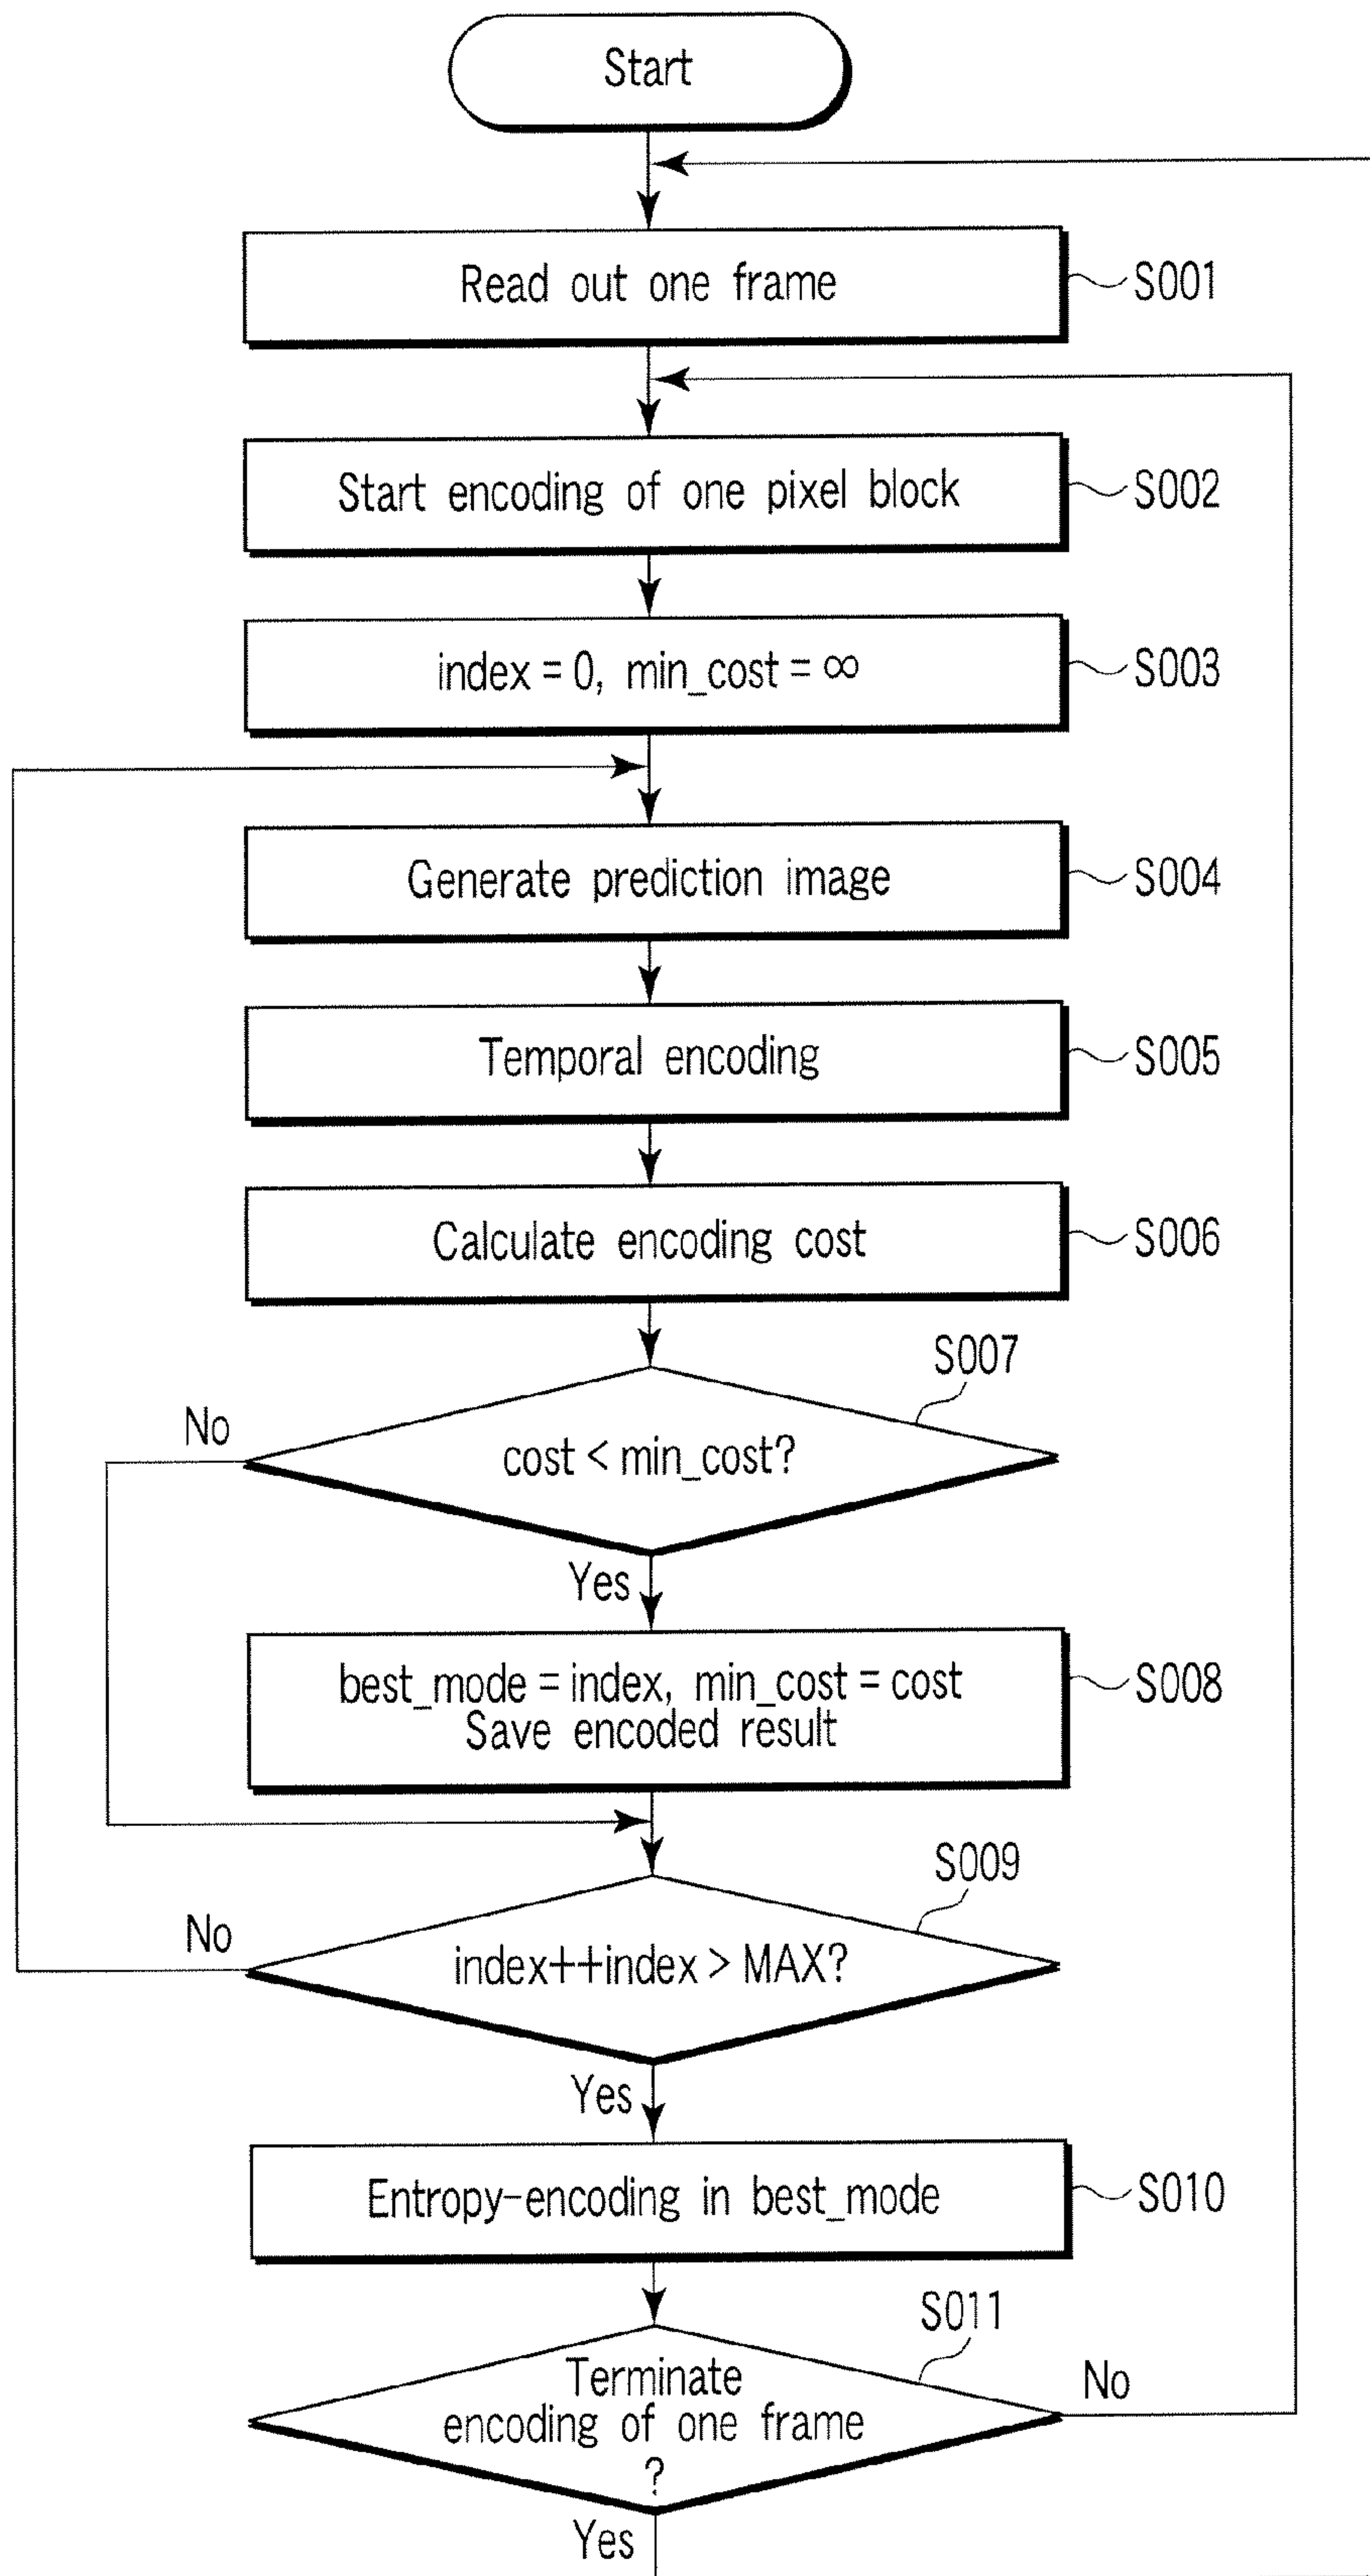 Start
Read out one frame
S001
Start encoding of one pixel block
S002
index = 0, min_cost = ∞
S003
Generate prediction image
S004
Temporal encoding
S005
Calculate encoding cost
S006
S007
No
cost < min_cost?
Yes
best_mode = index, min_cost = cost
Save encoded result
S008
S009
No
index++index > MAX?
Yes
Entropy-encoding in best_mode
S010
S011
Terminate
encoding of one frame
?
No
Yes